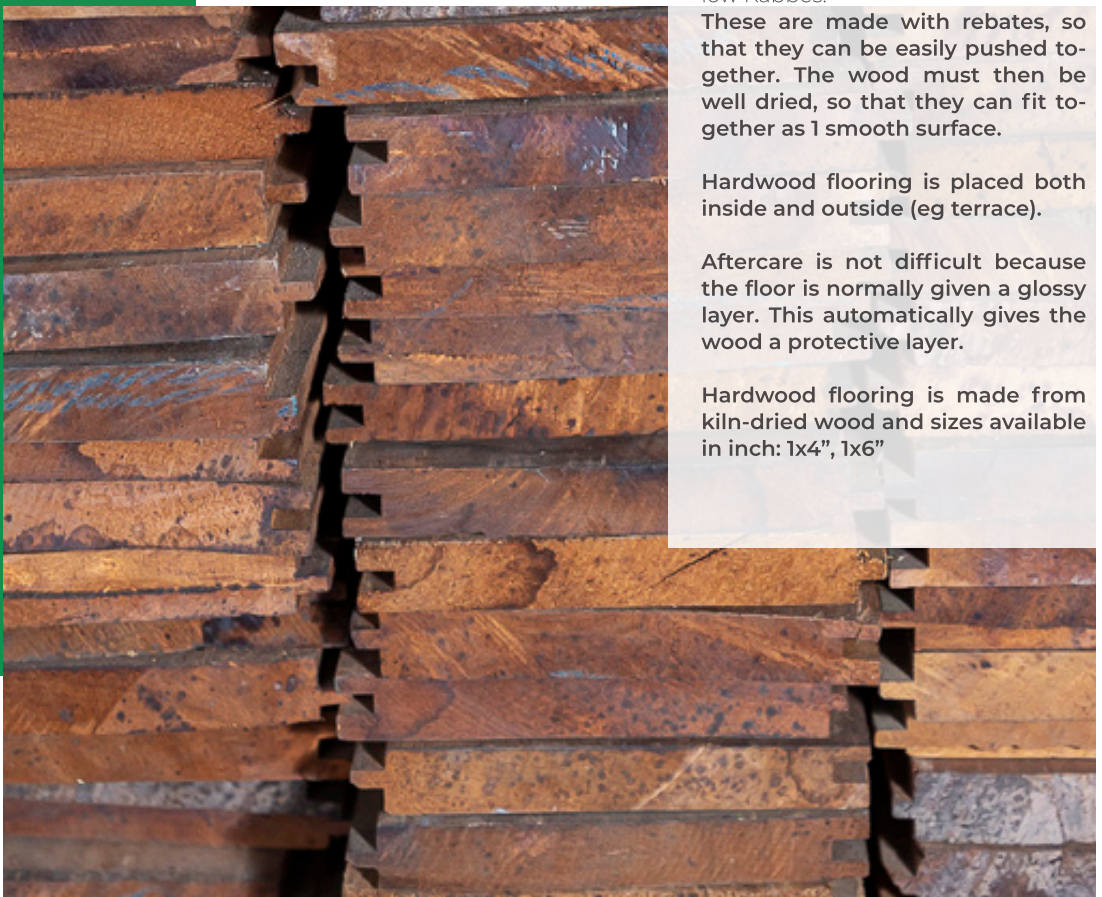 These are made with rebates, so
that they can be easily pushed to-
gether. The wood must then be
well dried, so that they can fit to-
gether as 1 smooth surface.
Hardwood flooring is placed both
inside and outside (eg terrace).
Aftercare is not difficult because
the floor is normally given a glossy
layer. This automatically gives the
wood a protective layer.
Hardwood flooring is made from
kiln-dried wood and sizes available
in inch: 1x4”, 1x6”